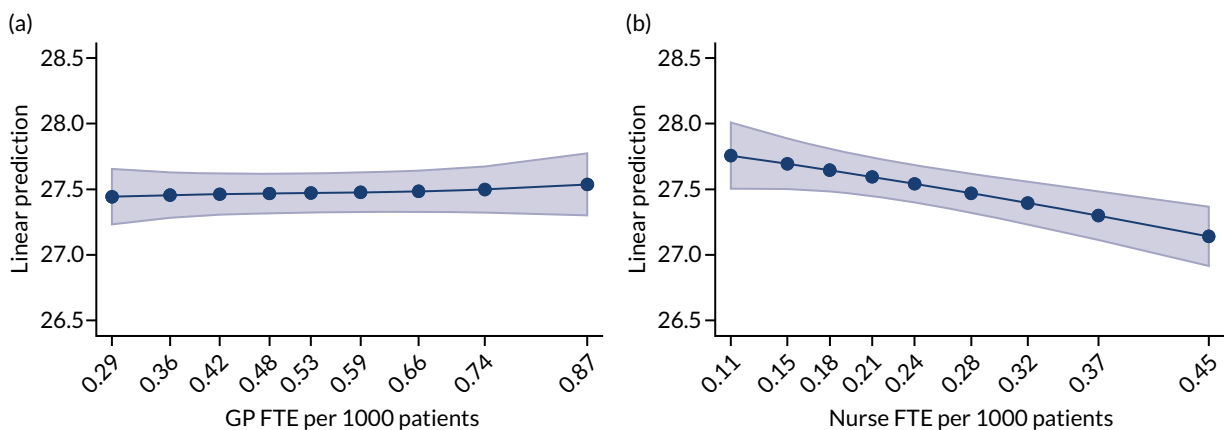 (a)
Linear prediction
28.5
28.0
27.5
27.0
26.5
0.29 0.36 0.42 0.48 0.53 0.59 0.66 0.74 0.87
GP FTE per 1000 patients
(b)
Linear prediction
28.5
28.0
27.5
27.0
26.5
0.11 0.15 0.18 0.21 0.24 0.28 0.32 0.37 0.45
Nurse FTE per 1000 patients